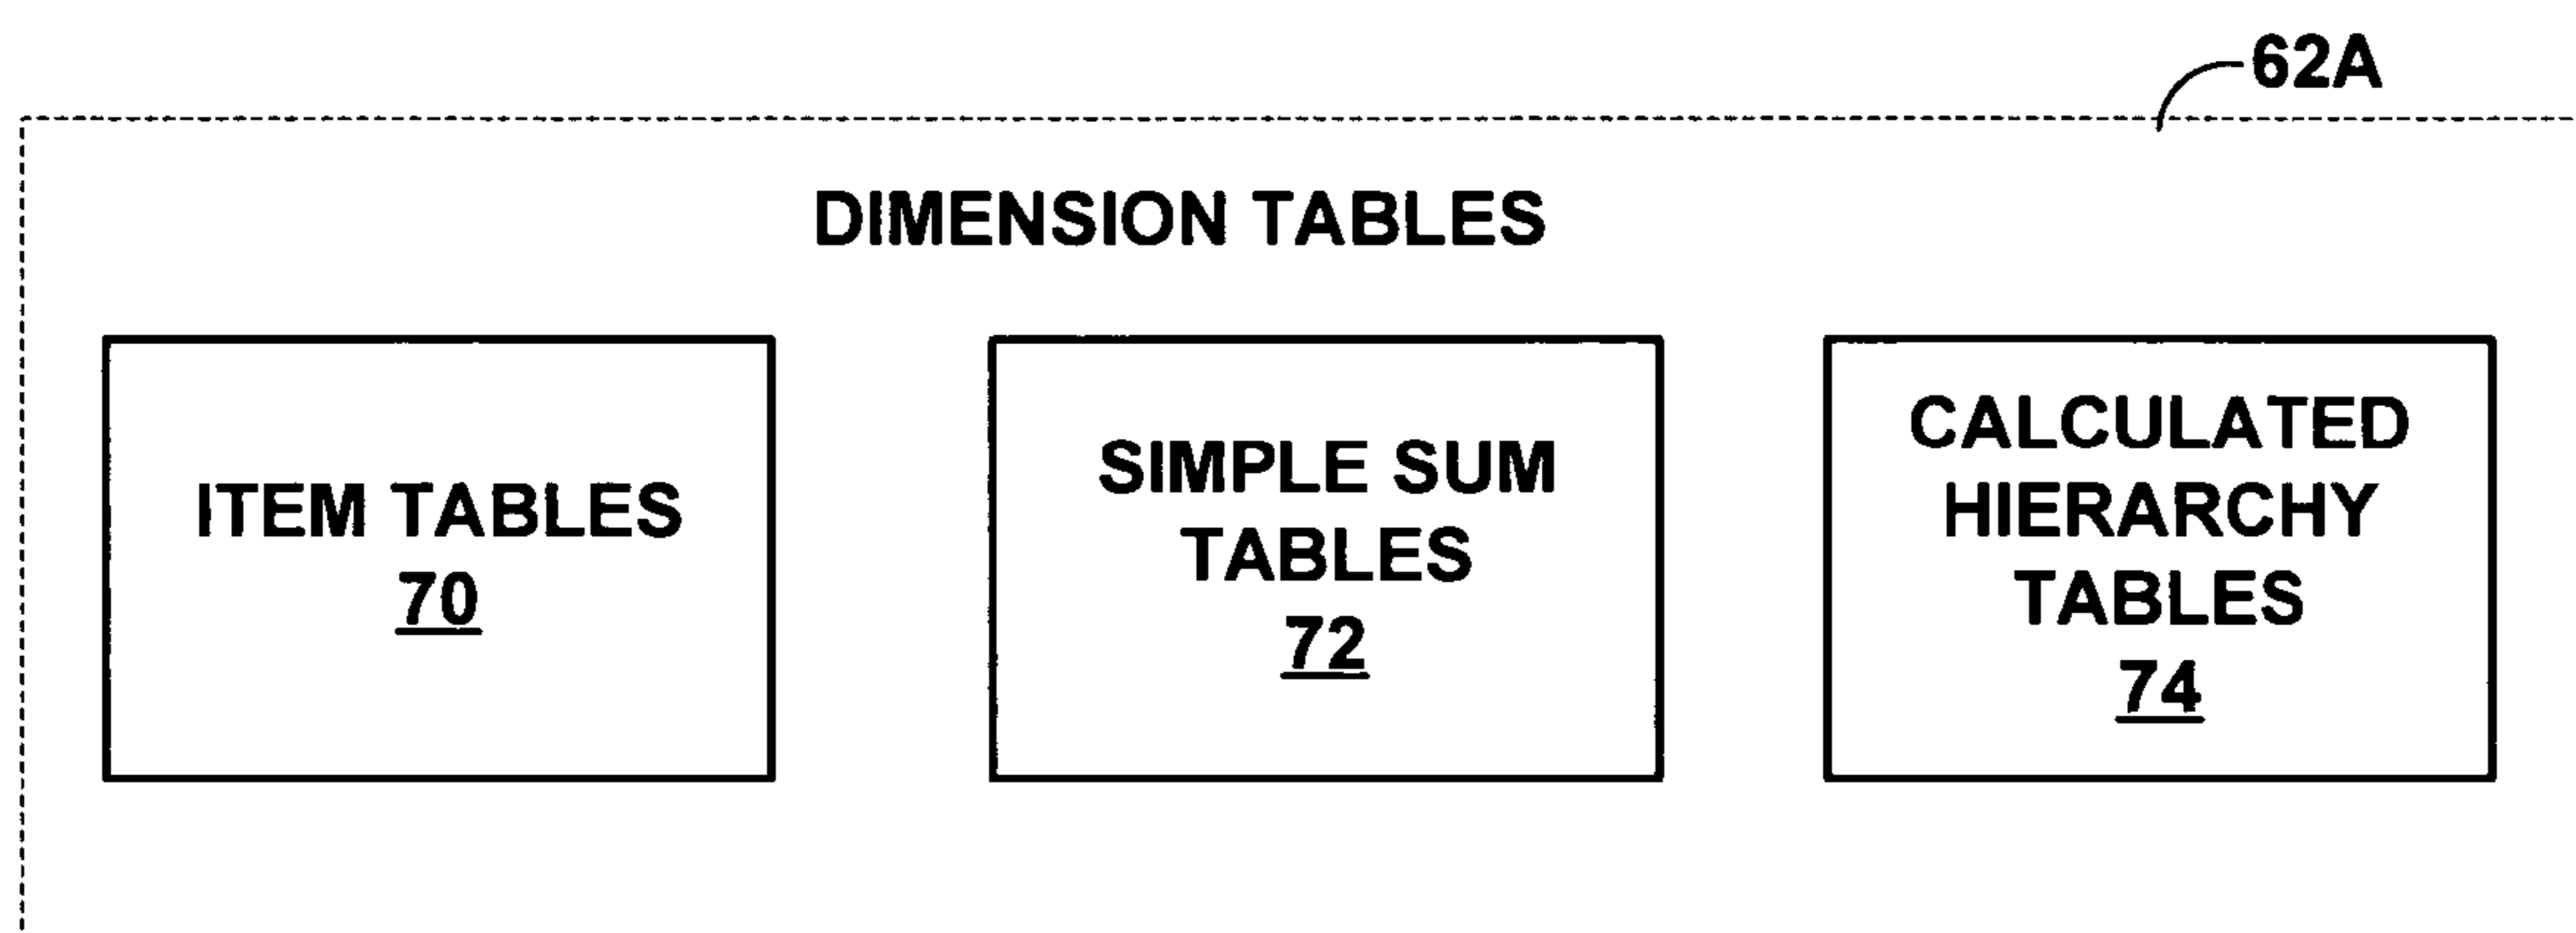 62A
DIMENSION TABLES
ITEM TABLES
70
SIMPLE SUM
TABLES
72
CALCULATED
HIERARCHY
TABLES
74